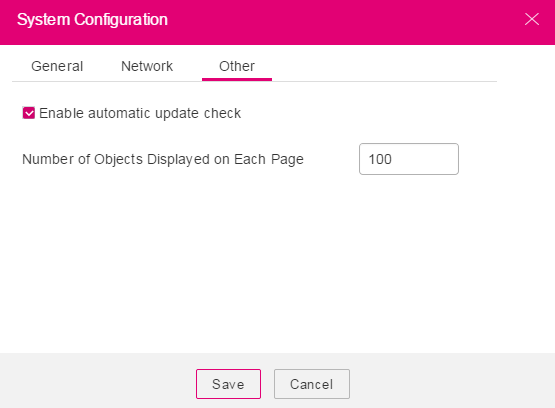 System Configuration
General Network Other
Enable automatic update check
Number of Objects Displayed on Each Page 100
Save Cancel